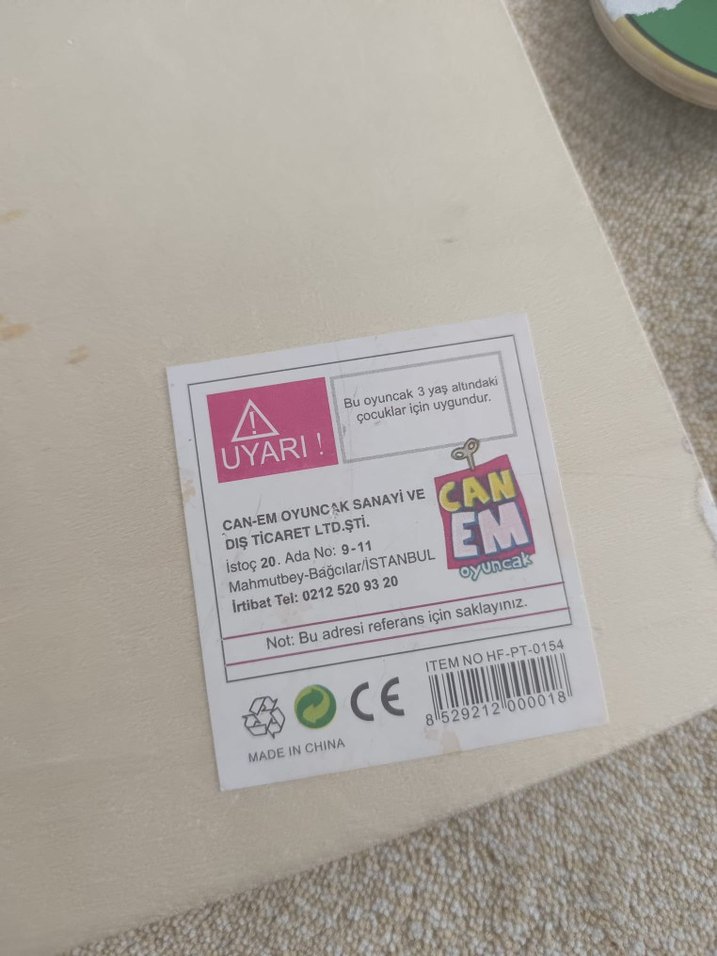 UYARI !
Bu oyuncak 3 yaş altındaki
çocuklar için uygundur.
CAN-EM OYUNCAK SANAYİ VE
DIŞ TİCARET LTD.ŞTİ.
İstoç 20. Ada No: 9-11
Mahmutbey-Bağcılar/İSTANBUL
İrtibat Tel: 0212 520 93 20
CAN
EM
oyuncak
Not: Bu adresi referans için saklayınız.
CE
MADE IN CHINA
ITEM NO HF-PT-0154
8 529212 000018